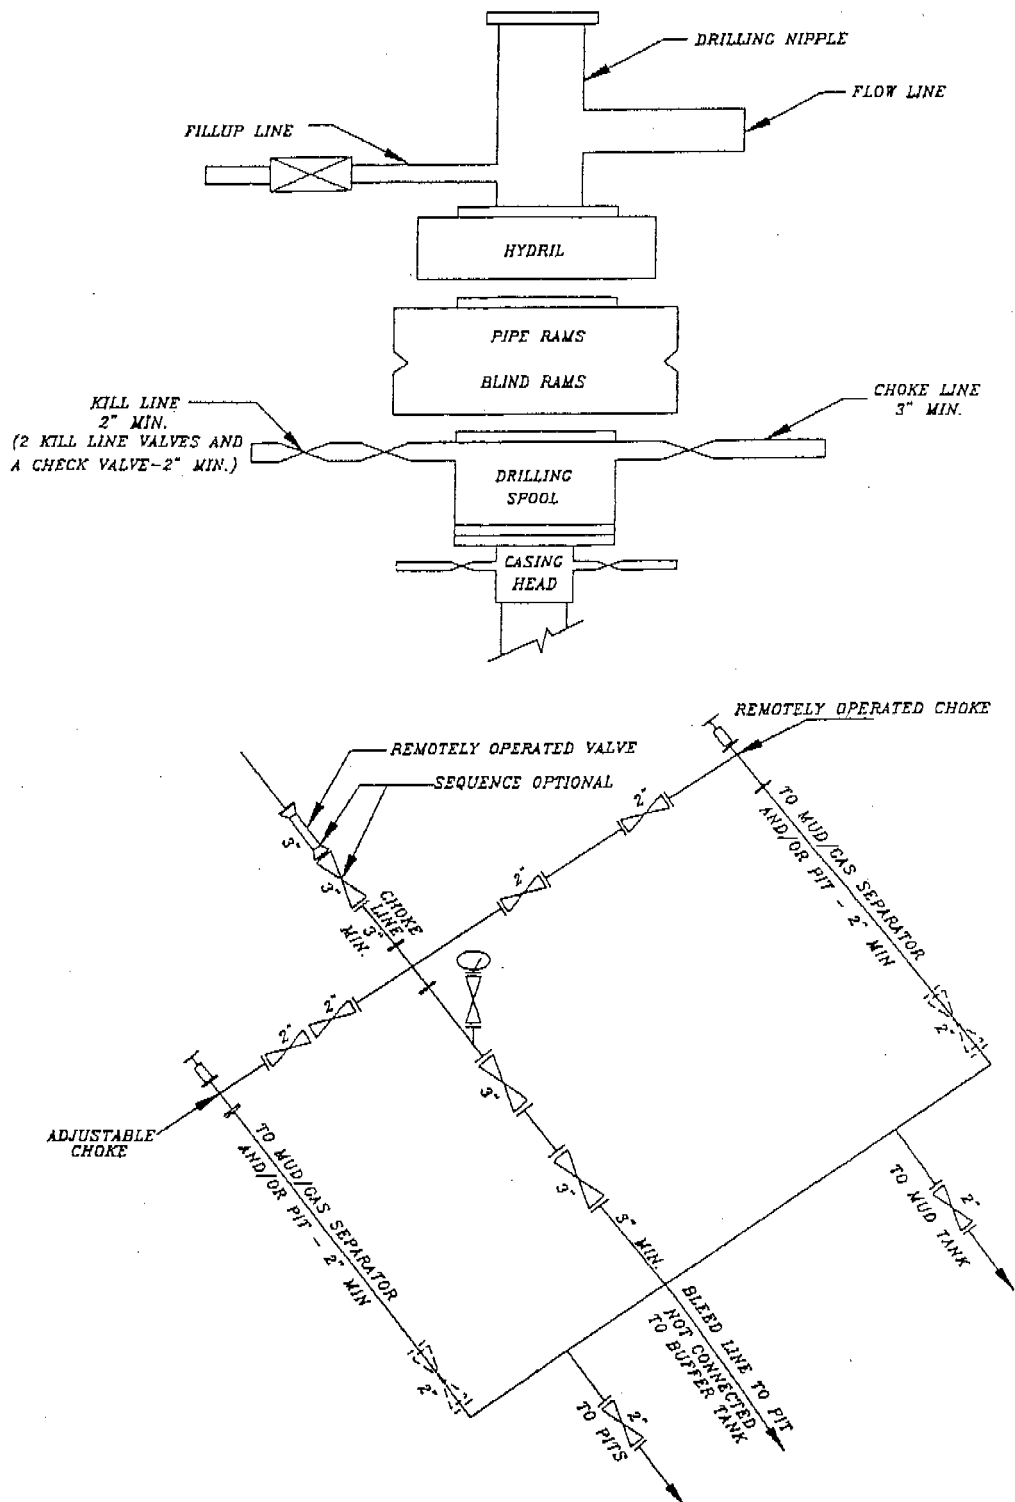 DRILLING NIPPLE
FLOW LINE
FILLUP LINE
HYDRIL
PIPE RAMS
BLIND RAMS
KILL LINE
2" MIN.
(2 KILL LINE VALVES AND
A CHECK VALVE-2" MIN.)
CHOKE LINE
3" MIN.
DRILLING
SPOOL
CASING
HEAD
REMOTELY OPERATED CHOKE
REMOTELY OPERATED VALVE
SEQUENCE OPTIONAL
3"
3"
CHOKE
LINE
3"
MIN.
2"
2"
2"
2"
TO MUD/GAS SEPARATOR
AND/OR PIT - 2" MIN
2"
ADJUSTABLE
CHOKE
TO MUD/GAS SEPARATOR
AND/OR PIT - 2" MIN
2"
3"
3"
3" MIN.
BLEED LINE TO PIT
NOT CONNECTED
TO BUFFER TANK
2"
TO MUD TANK
2"
TO PITS